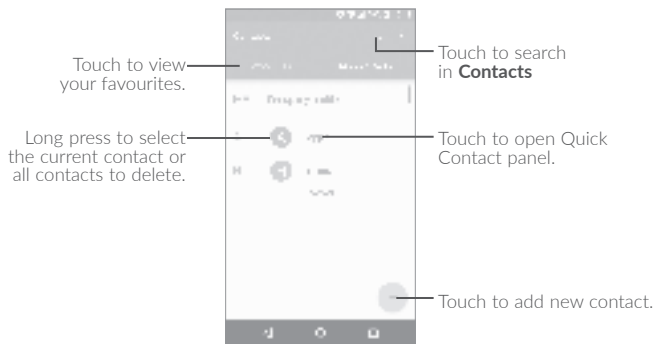 Touch to view
your favourites.
Touch to search
in Contacts
Long press to select
the current contact or
all contacts to delete.
Touch to open Quick
Contact panel.
Touch to add new contact.